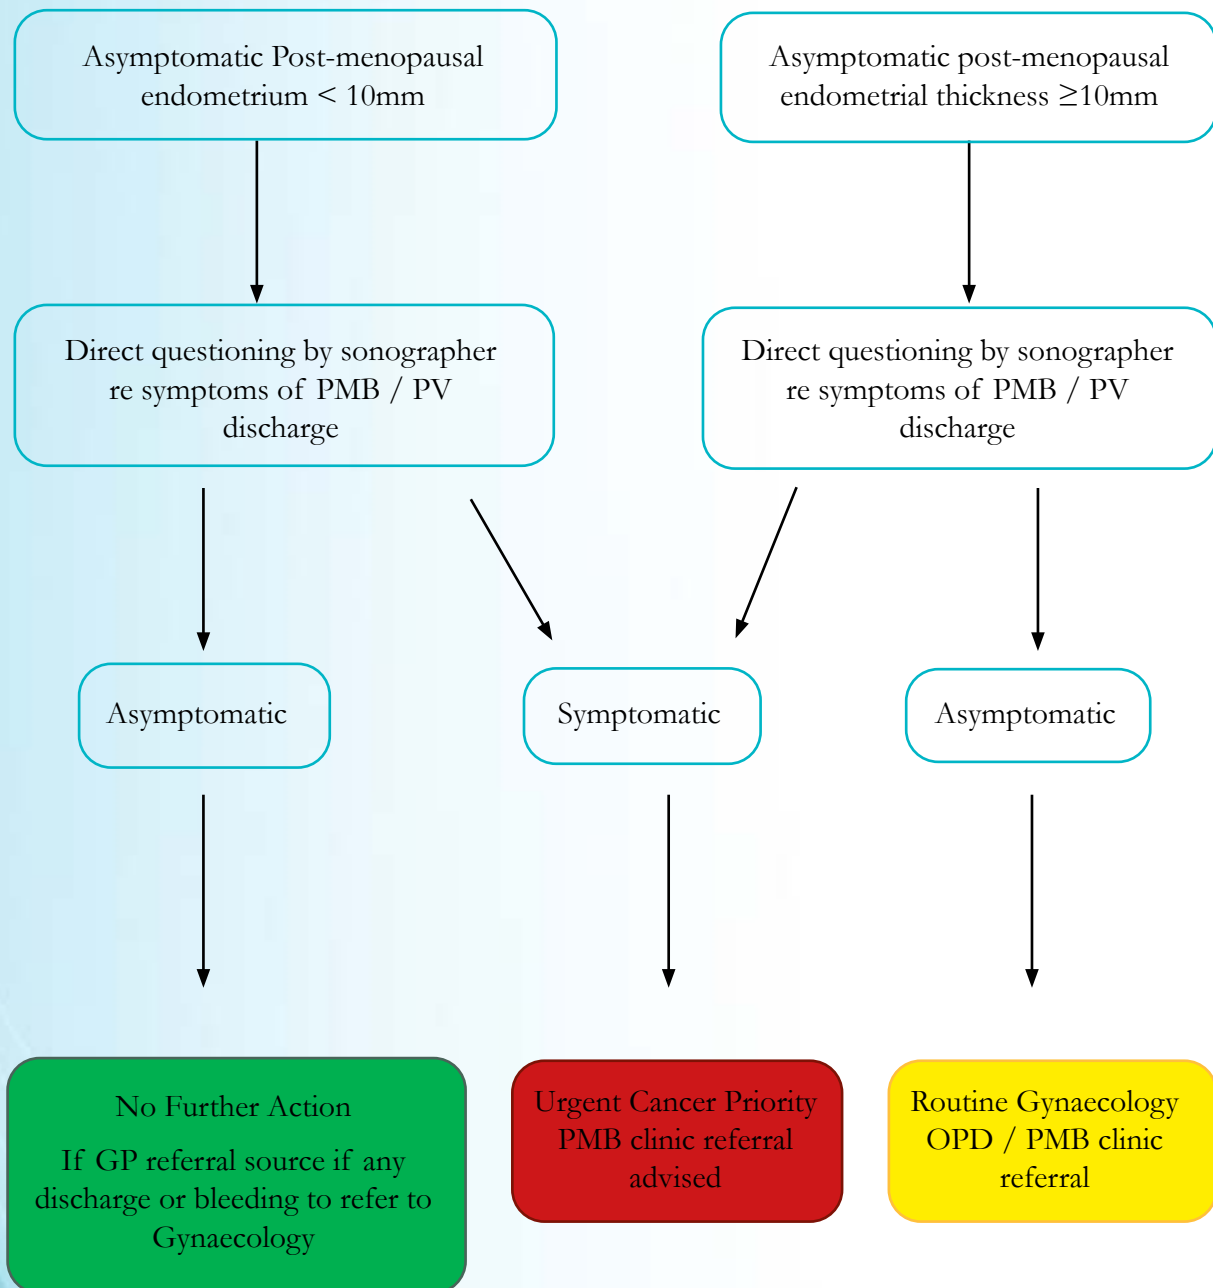 Asymptomatic Post-menopausal
endometrium < 10mm
Asymptomatic post-menopausal
endometrial thickness ≥10mm
Direct questioning by sonographer
re symptoms of PMB / PV
discharge
Direct questioning by sonographer
re symptoms of PMB / PV
discharge
Asymptomatic
Symptomatic
Asymptomatic
No Further Action
If GP referral source if any
discharge or bleeding to refer to
Gynaecology
Urgent Cancer Priority
PMB clinic referral
advised
Routine Gynaecology
OPD / PMB clinic
referral